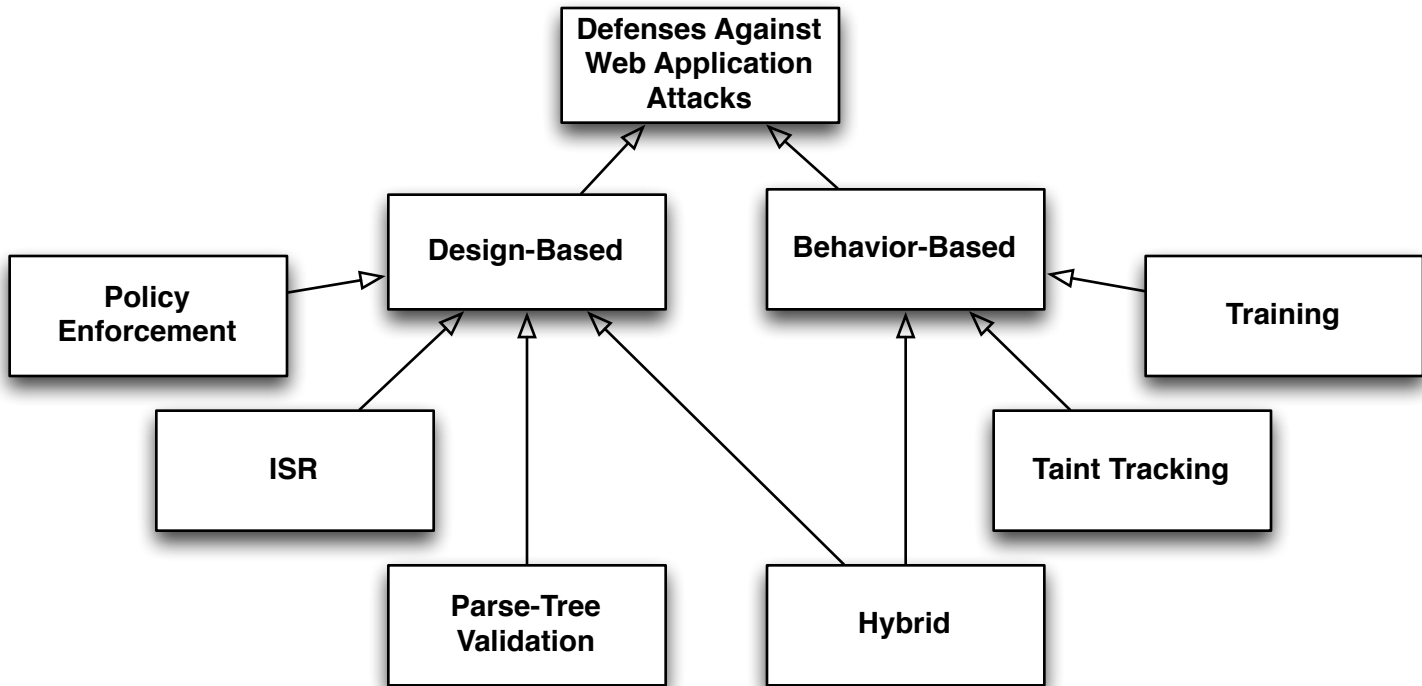 Defenses Against
Web Application
Attacks
Design-Based
Behavior-Based
Policy
Enforcement
Training
ISR
Taint Tracking
Parse-Tree
Validation
Hybrid